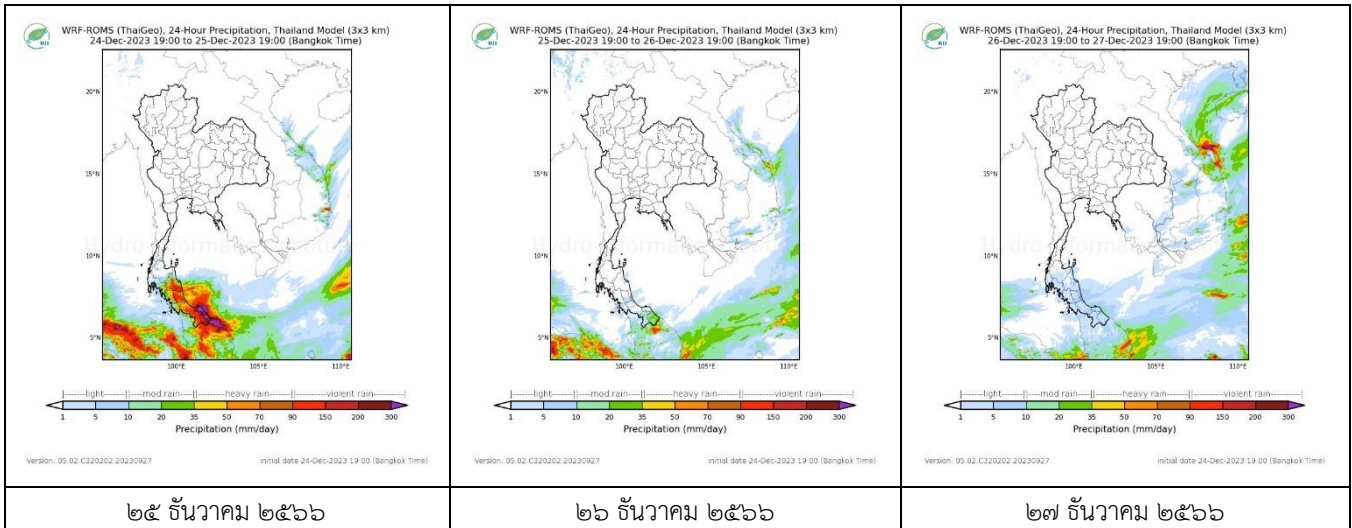 WRF-ROMS (ThaiGeo), 24-Hour Precipitation, Thailand Model (3x3 km)
24-Dec-2023 19:00 to 25-Dec-2023 19:00 (Bangkok Time)
20°N
15°N
10°N
5°N
100°E 105°E 110°E
|-------light-------||---mod rain---||-------heavy rain-------||-------violent rain-------|
1 5 10 20 35 50 70 90 150 200 300
Precipitation (mm/day)
Version: 05.02.C320202.20230927 initial date 24-Dec-2023 19:00 (Bangkok Time)
๒๕ ธันวาคม ๒๕๖๖
WRF-ROMS (ThaiGeo), 24-Hour Precipitation, Thailand Model (3x3 km)
25-Dec-2023 19:00 to 26-Dec-2023 19:00 (Bangkok Time)
20°N
15°N
10°N
5°N
100°E 105°E 110°E
|-------light-------||---mod rain---||-------heavy rain-------||-------violent rain-------|
1 5 10 20 35 50 70 90 150 200 300
Precipitation (mm/day)
Version: 05.02.C320202.20230927 initial date 24-Dec-2023 19:00 (Bangkok Time)
๒๖ ธันวาคม ๒๕๖๖
WRF-ROMS (ThaiGeo), 24-Hour Precipitation, Thailand Model (3x3 km)
26-Dec-2023 19:00 to 27-Dec-2023 19:00 (Bangkok Time)
20°N
15°N
10°N
5°N
100°E 105°E 110°E
|-------light-------||---mod rain---||-------heavy rain-------||-------violent rain-------|
1 5 10 20 35 50 70 90 150 200 300
Precipitation (mm/day)
Version: 05.02.C320202.20230927 initial date 24-Dec-2023 19:00 (Bangkok Time)
๒๗ ธันวาคม ๒๕๖๖